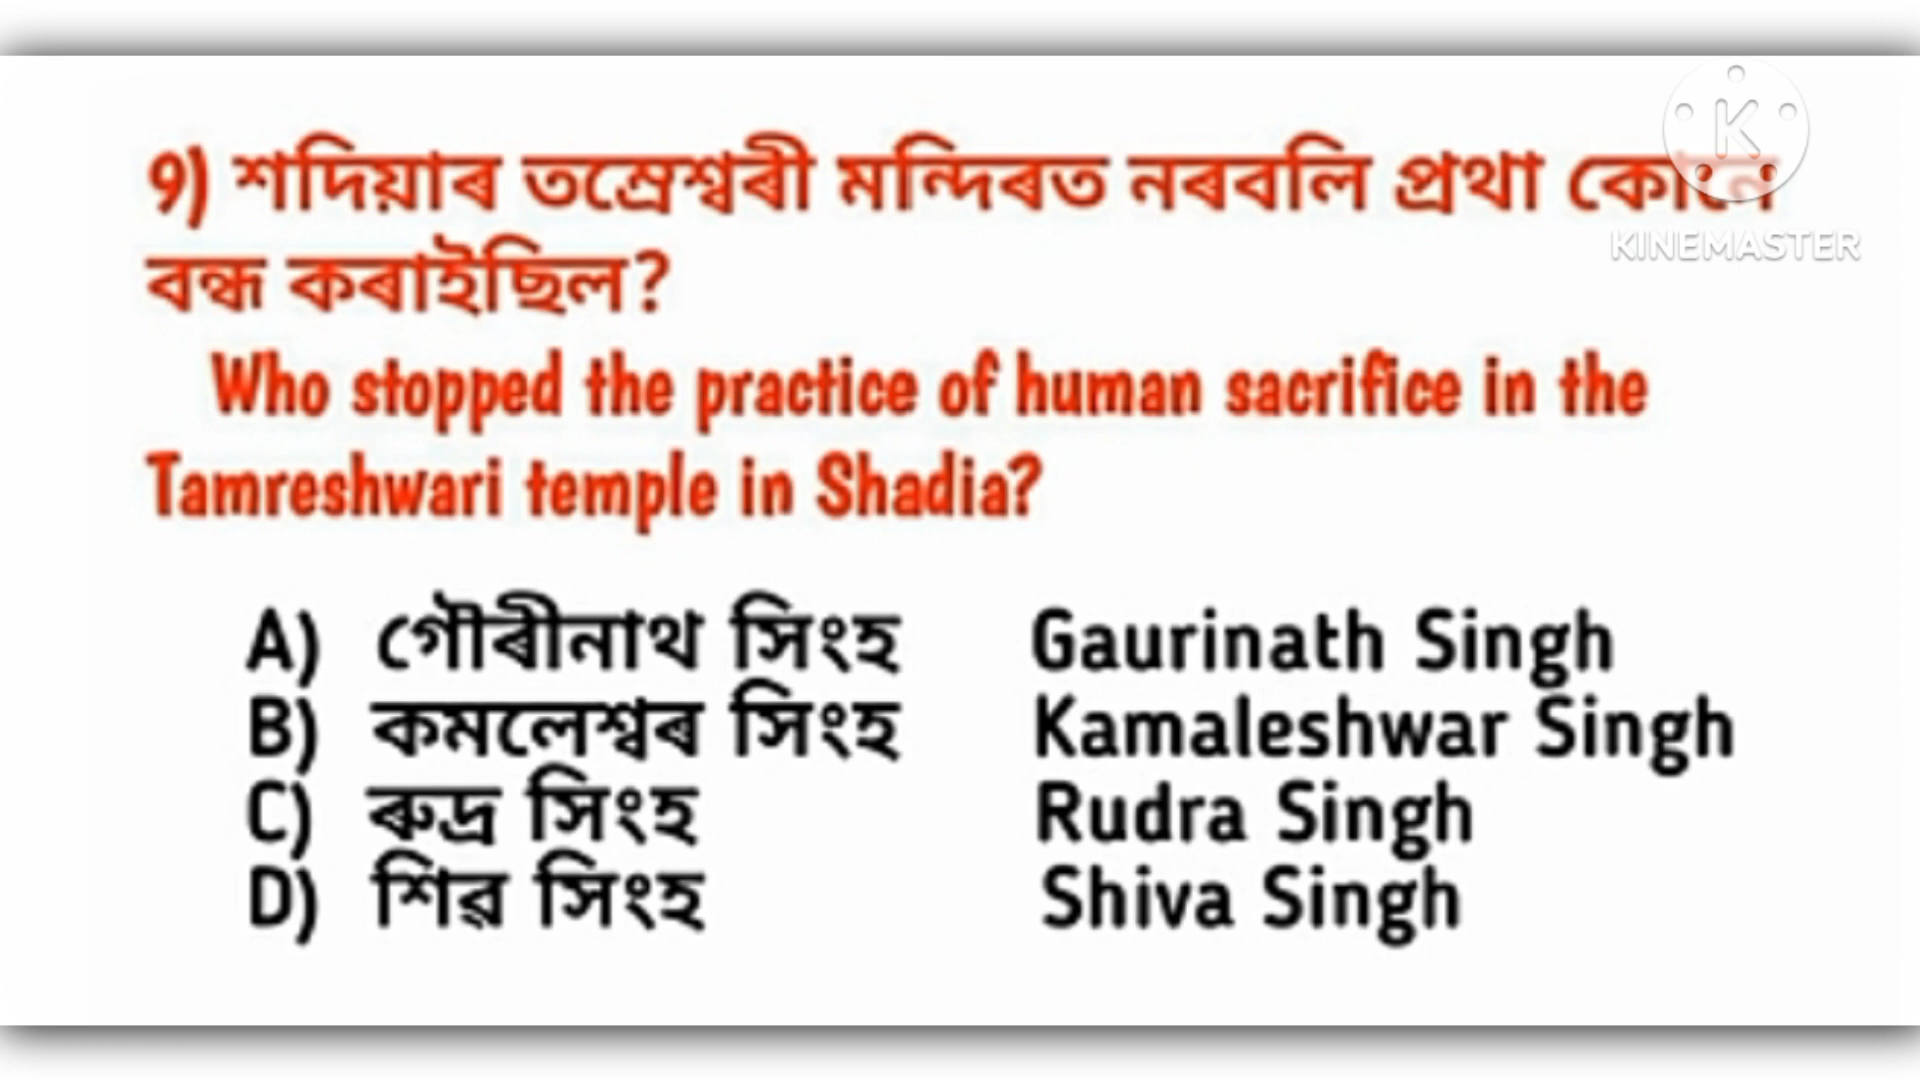 9) শদিয়াৰ তম্ৰেশ্বৰী মন্দিৰত নৰবলি প্ৰথা কোনে
বন্ধ কৰাইছিল?
Who stopped the practice of human sacrifice in the
Tamreshwari temple in Shadia?
A) গৌৰীনাথ সিংহ Gaurinath Singh
B) কমলেশ্বৰ সিংহ Kamaleshwar Singh
C) ৰুদ্ৰ সিংহ Rudra Singh
D) শিৱ সিংহ Shiva Singh
K
KINEMASTER